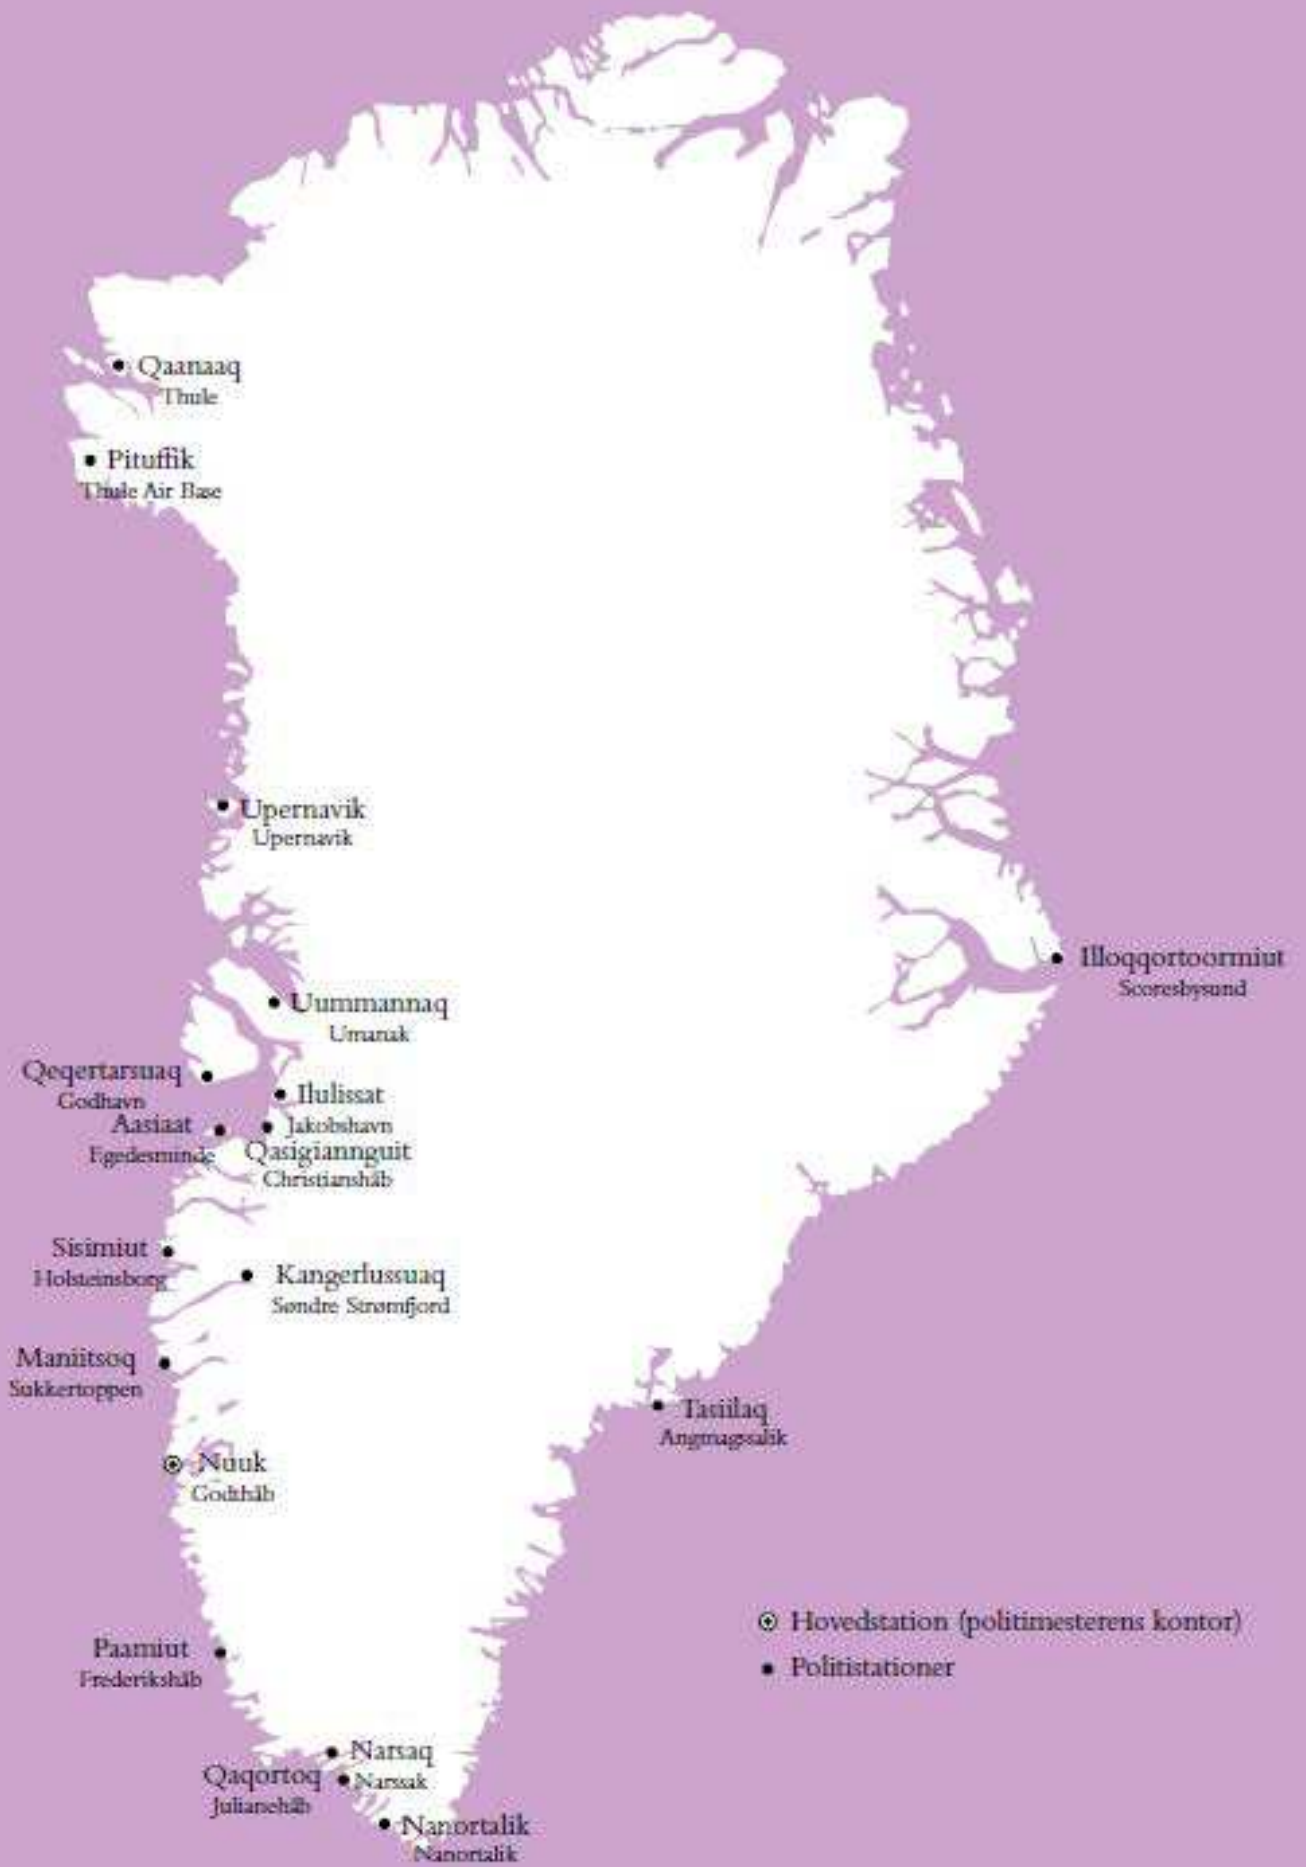 Qaanaaq
Thule
Pituffik
Thule Air Base
Upernavik
Upernavik
Illoqqortoormiut
Scoresbysund
Uummannaq
Umanak
Qeqertarsuaq
Godhavn
Ilulissat
Jakobshavn
Aasiaat
Egedesminde
Qasigiannguit
Christianshåb
Sisimiut
Holsteinsborg
Kangerlussuaq
Søndre Strømfjord
Maniitsoq
Sukkertoppen
Tasiilaq
Angmagssalik
Nuuk
Godthåb
Hovedstation (politimesterens kontor)
Politistationer
Paamiut
Frederikshåb
Narsaq
Narssak
Qaqortoq
Julianehåb
Nanortalik
Nanortalik